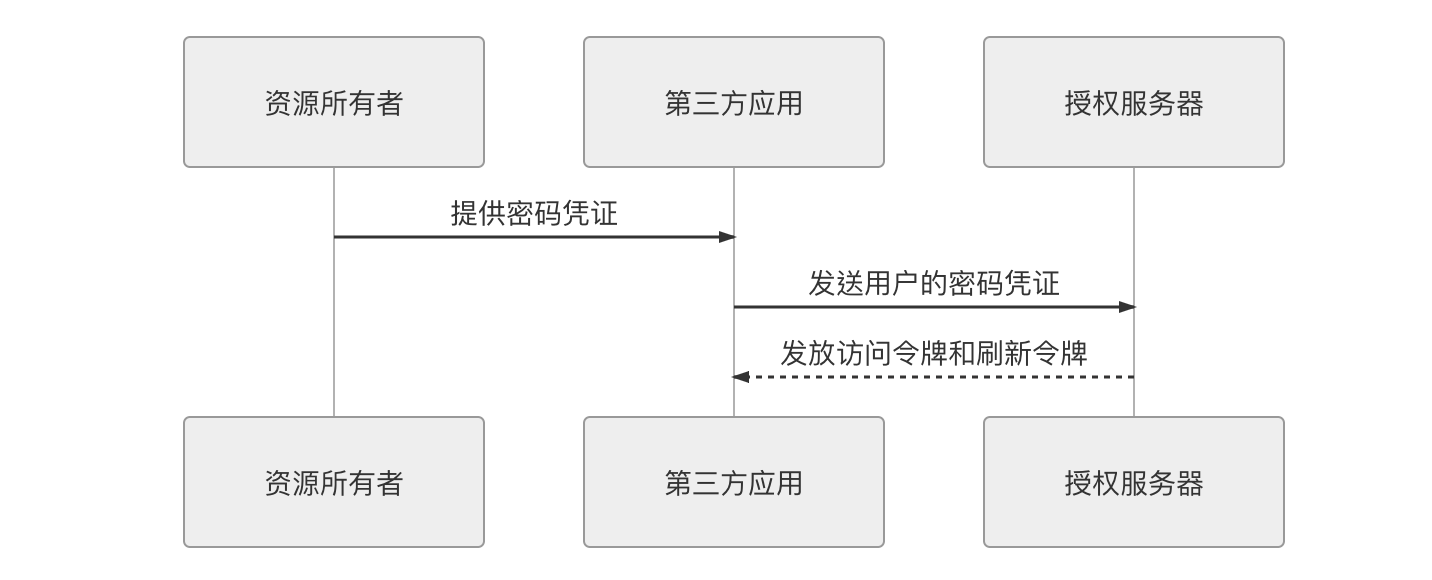 资源所有者
第三方应用
授权服务器
提供密码凭证
发送用户的密码凭证
发放访问令牌和刷新令牌
资源所有者
第三方应用
授权服务器